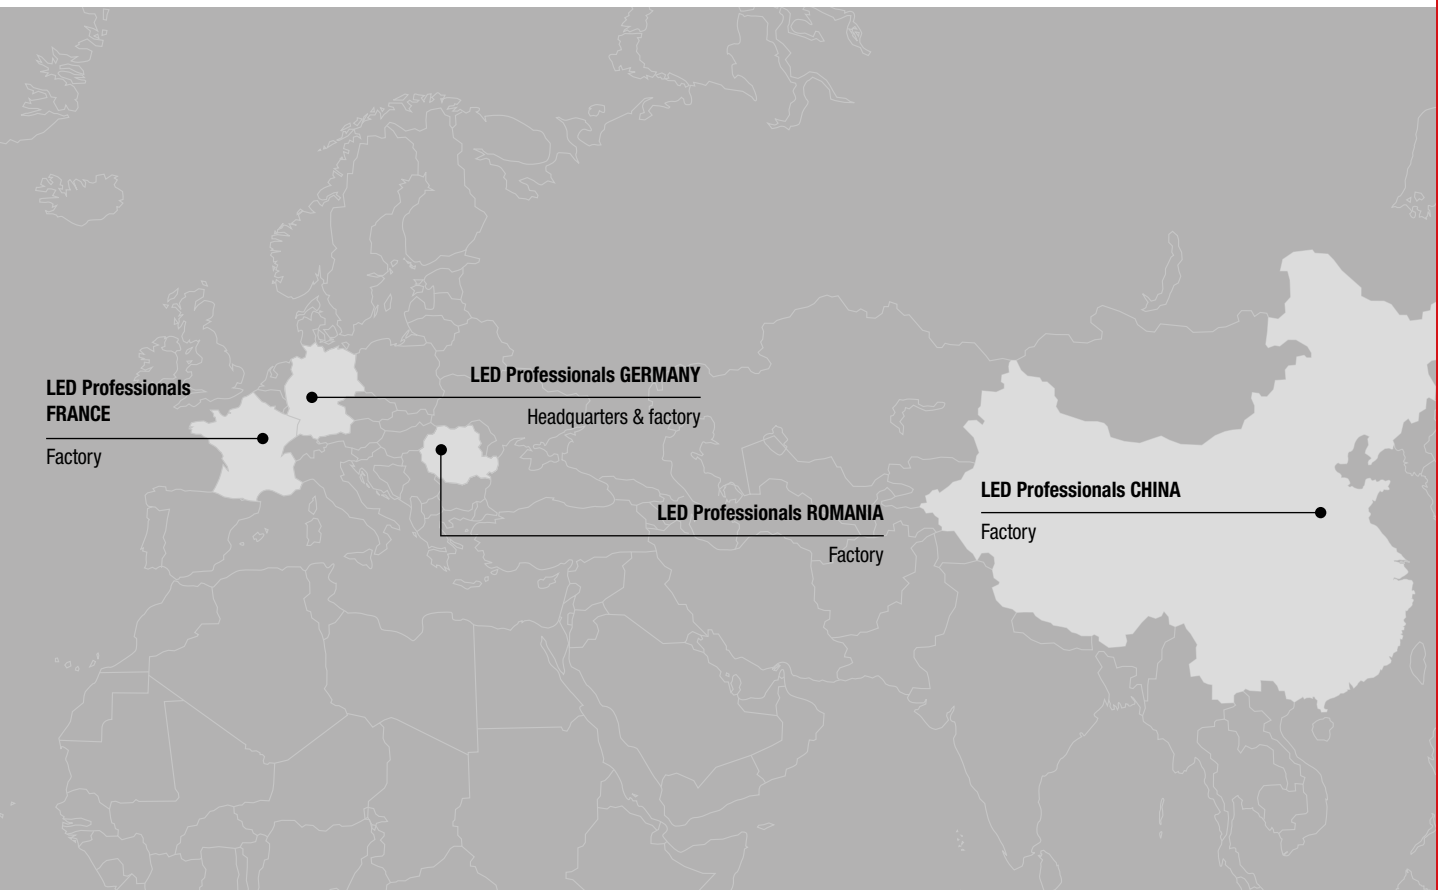 LED Professionals
FRANCE
Factory
LED Professionals GERMANY
Headquarters & factory
LED Professionals ROMANIA
Factory
LED Professionals CHINA
Factory